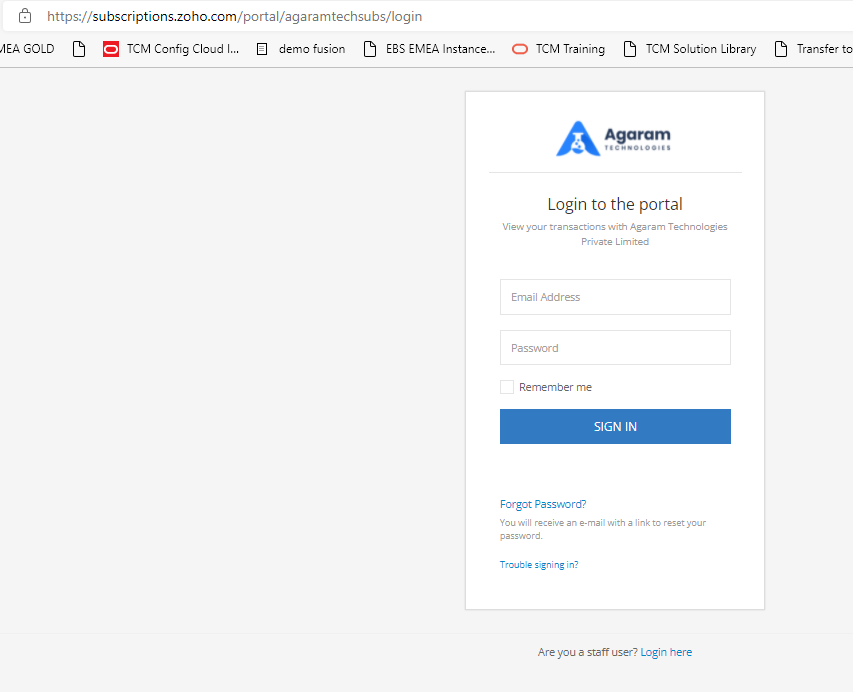 https://subscriptions.zoho.com/portal/agaramtechsubs/login
MEA GOLD TCM Config Cloud I... demo fusion EBS EMEA Instance... TCM Training TCM Solution Library Transfer to
Agaram
TECHNOLOGIES
Login to the portal
View your transactions with Agaram Technologies
Private Limited
Email Address
Password
Remember me
SIGN IN
Forgot Password?
You will receive an e-mail with a link to reset your
password.
Trouble signing in?
Are you a staff user? Login here